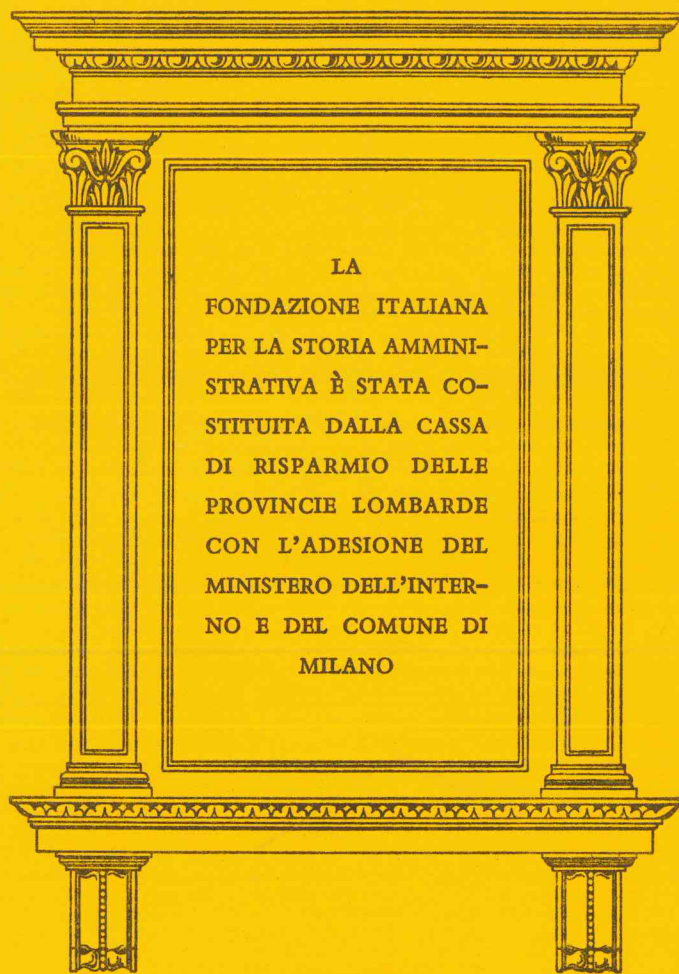 LA
FONDAZIONE ITALIANA
PER LA STORIA AMMINI-
STRATIVA È STATA CO-
STITUITA DALLA CASSA
DI RISPARMIO DELLE
PROVINCIE LOMBARDE
CON L'ADESIONE DEL
MINISTERO DELL'INTER-
NO E DEL COMUNE DI
MILANO